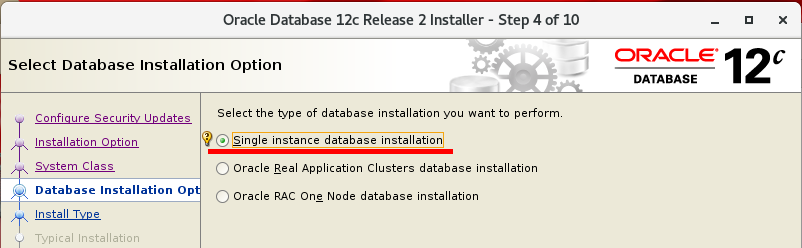 Oracle Database 12c Release 2 Installer - Step 4 of 10
Select Database Installation Option
ORACLE
DATABASE
12c
Configure Security Updates
Installation Option
System Class
Database Installation Opt
Install Type
Typical Installation
Select the type of database installation you want to perform.
Single instance database installation
Oracle Real Application Clusters database installation
Oracle RAC One Node database installation